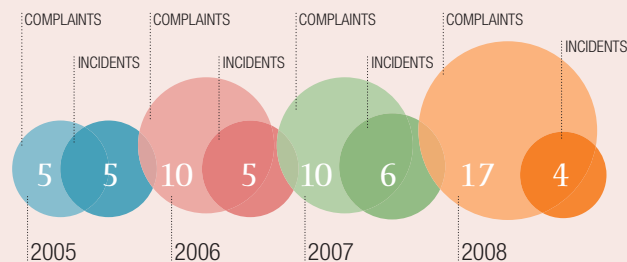 COMPLAINTS COMPLAINTS COMPLAINTS COMPLAINTS
INCIDENTS INCIDENTS INCIDENTS INCIDENTS
5 5 10 5 10 6 17 4
2005 2006 2007 2008